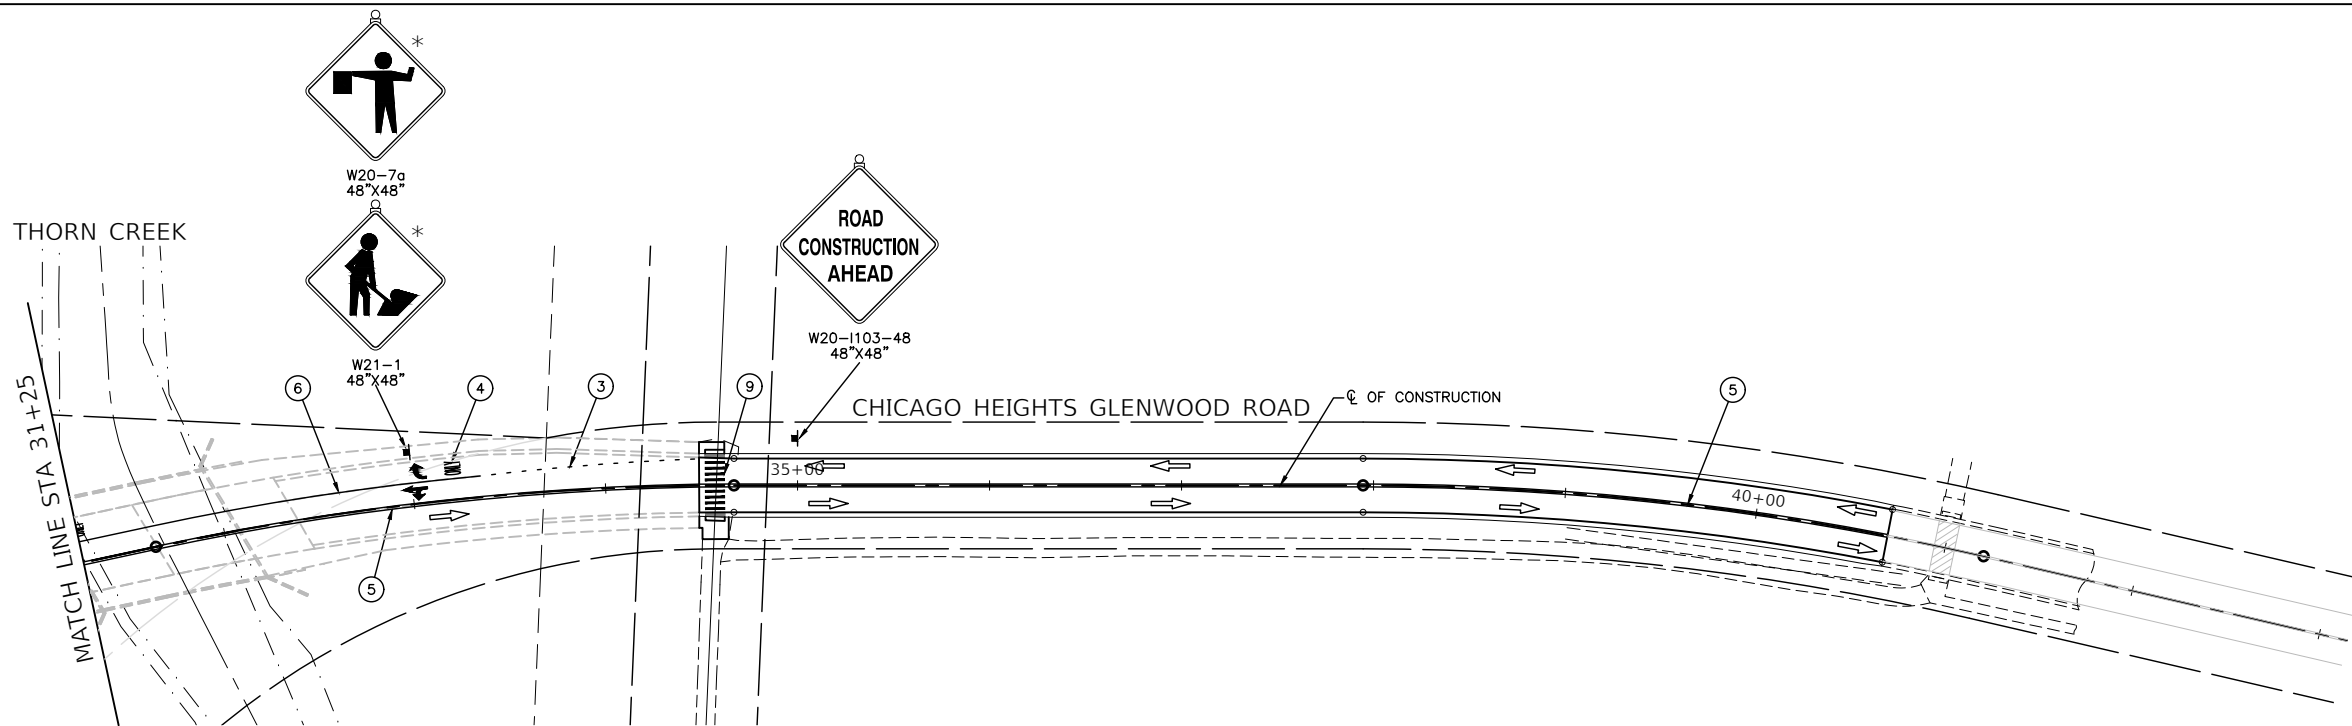 *
W20-7a
48"X48"
THORN CREEK
*
W21-1
48"X48"
ROAD
CONSTRUCTION
AHEAD
W20-I103-48
48"X48"
MATCH LINE STA 31+25
6
4
3
9
5
CHICAGO HEIGHTS GLENWOOD ROAD
℄ OF CONSTRUCTION
35+00
40+00
5